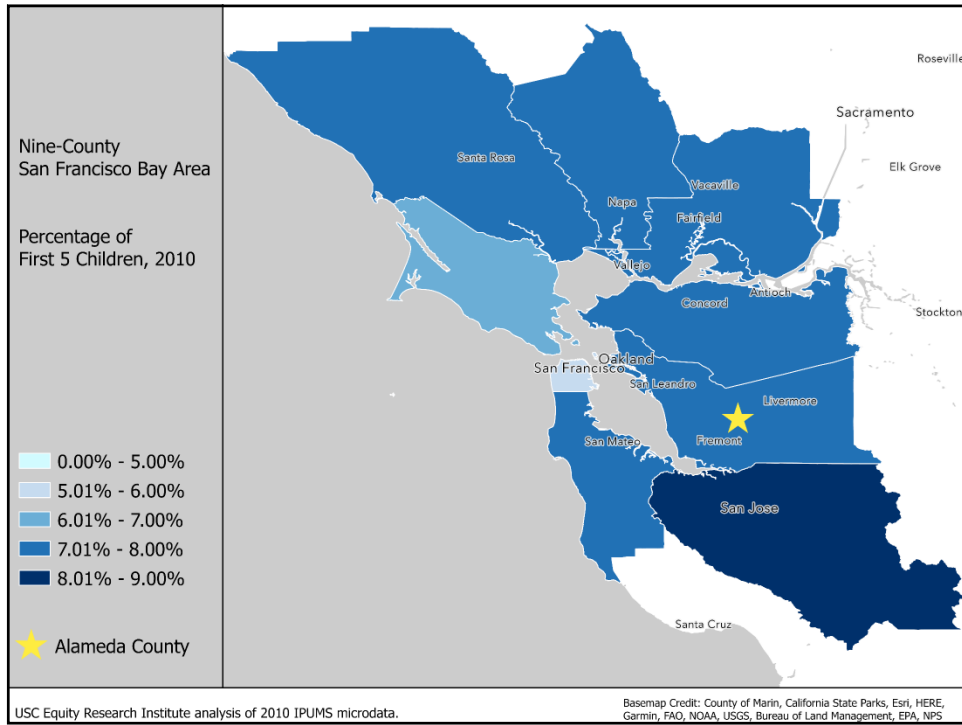 Nine-County
San Francisco Bay Area
Percentage of
First 5 Children, 2010
0.00% - 5.00%
5.01% - 6.00%
6.01% - 7.00%
7.01% - 8.00%
8.01% - 9.00%
Alameda County
Roseville
Sacramento
Elk Grove
Santa Rosa
Vacaville
Napa
Fairfield
Vallejo
Antioch
Concord
Stockton
Oakland
San Francisco
San Leandro
Livermore
San Mateo
Fremont
San Jose
Santa Cruz
USC Equity Research Institute analysis of 2010 IPUMS microdata.
Basemap Credit: County of Marin, California State Parks, Esri, HERE,
Garmin, FAO, NOAA, USGS, Bureau of Land Management, EPA, NPS